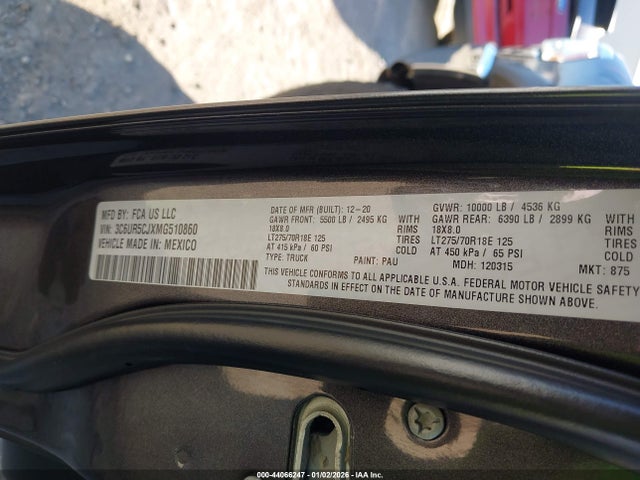 MFD BY: FCA US LLC
VIN: 3C6UR5CJXMG510860
VEHICLE MADE IN: MEXICO
DATE OF MFR (BUILT): 12-20
GAWR FRONT: 5500 LB / 2495 KG
18X8.0 RIMS
LT275/70R18E 125 TIRES
AT 415 kPa / 60 PSI COLD
TYPE: TRUCK
PAINT: PAU
GVWR: 10000 LB / 4536 KG
GAWR REAR: 6390 LB / 2899 KG
18X8.0 RIMS
LT275/70R18E 125 TIRES
AT 450 kPa / 65 PSI COLD
MDH: 120315
MKT: 875
THIS VEHICLE CONFORMS TO ALL APPLICABLE U.S.A. FEDERAL MOTOR VEHICLE SAFETY
STANDARDS IN EFFECT ON THE DATE OF MANUFACTURE SHOWN ABOVE.
000-44066247 - 01/02/2026 - COPYRIGHT IAAI.COM